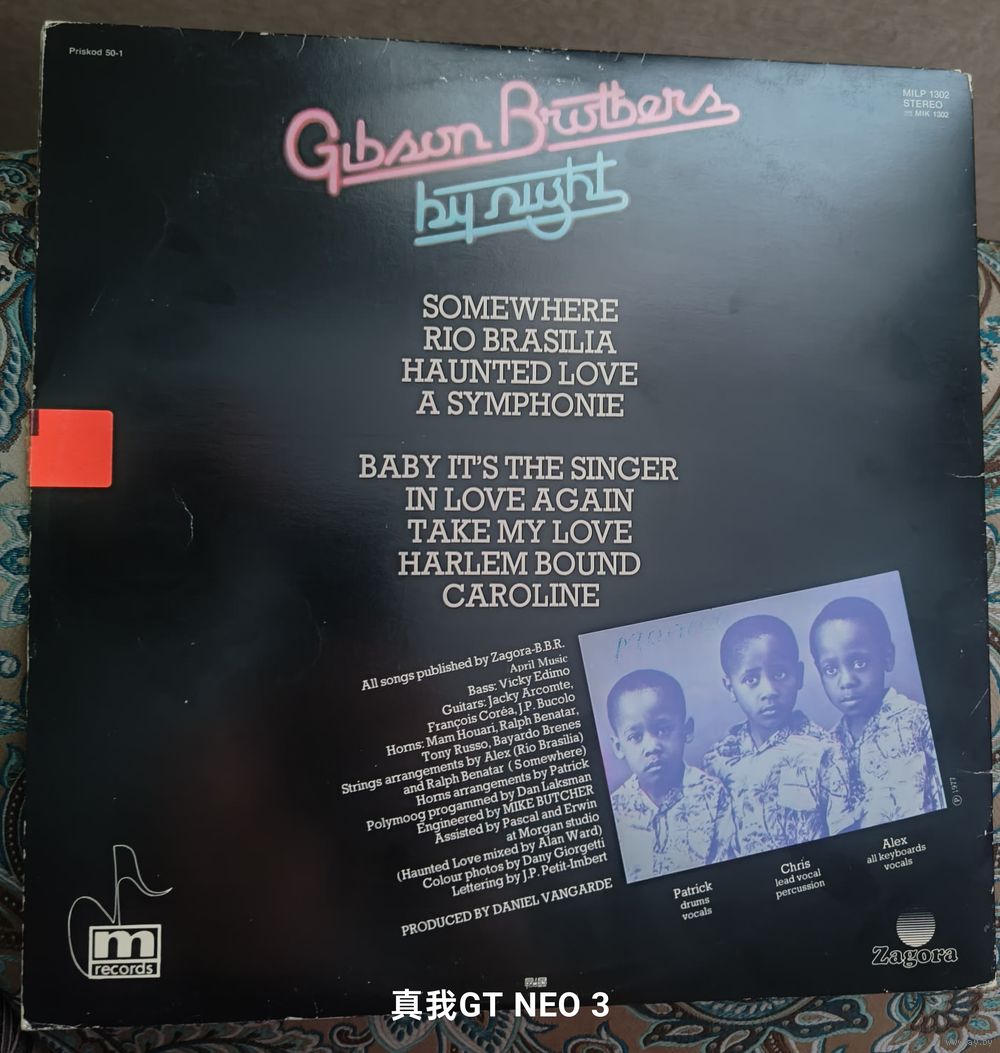 Priskod 50-1
MILP 1302
STEREO
MIK 1302
Gibson Brothers
by night
SOMEWHERE
RIO BRASILIA
HAUNTED LOVE
A SYMPHONIE
BABY IT'S THE SINGER
IN LOVE AGAIN
TAKE MY LOVE
HARLEM BOUND
CAROLINE
All songs published by Zagora-B.B.R.
April Music
Bass: Vicky Edimo
Guitars: Jacky Arcomte,
François Coréa, J.P. Bucolo
Horns: Mam Houari, Ralph Benatar,
Tony Russo, Bayardo Brenes
Strings arrangements by Alex (Rio Brasilia)
and Ralph Benatar (Somewhere)
Horns arrangements by Patrick
Polymoog progammed by Dan Laksman
Engineered by MIKE BUTCHER
Assisted by Pascal and Erwin
at Morgan studio
(Haunted Love mixed by Alan Ward)
Colour photos by Dany Giorgetti
Lettering by J.P. Petit-Imbert
PRODUCED BY DANIEL VANGARDE
℗ 1977
Patrick
drums
vocals
Chris
lead vocal
percussion
Alex
all keyboards
vocals
m
records
Zagora
真我GT NEO 3
www.ay.by